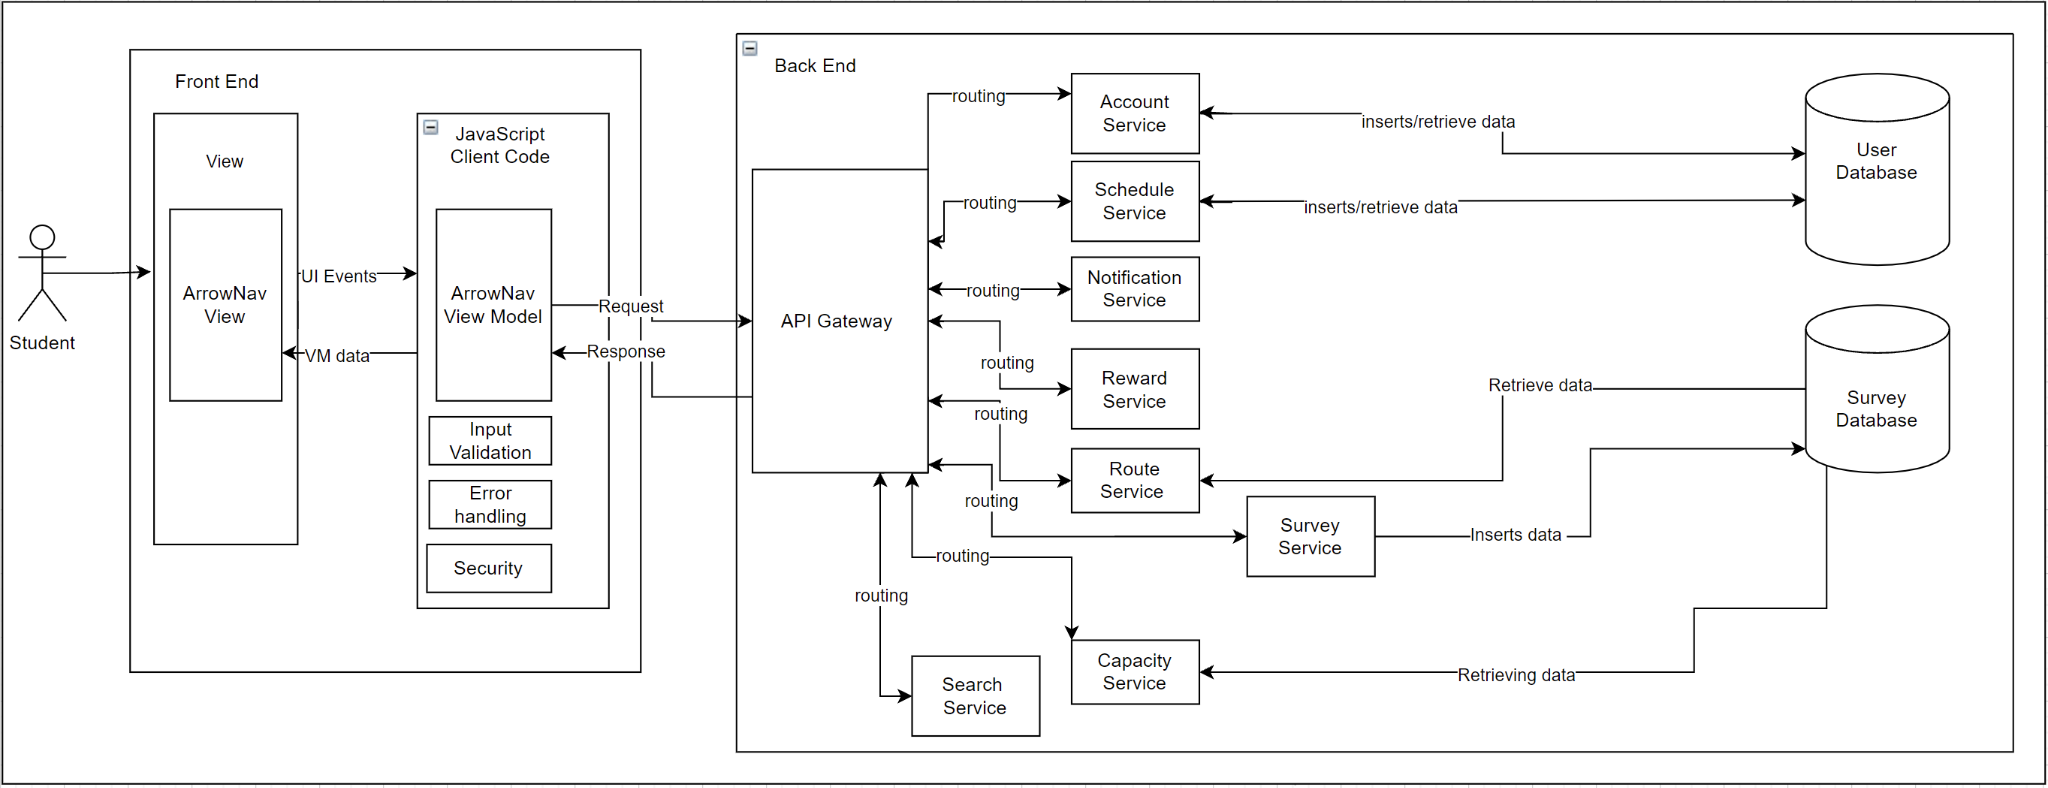 Student
Front End
View
ArrowNav
View
UI Events
VM data
JavaScript
Client Code
ArrowNav
View Model
Input
Validation
Error
handling
Security
Request
Response
Back End
API Gateway
routing
Account
Service
inserts/retrieve data
User
Database
routing
Schedule
Service
inserts/retrieve data
routing
Notification
Service
routing
Reward
Service
routing
Route
Service
Retrieve data
Survey
Database
routing
Survey
Service
Inserts data
routing
Capacity
Service
Retrieving data
routing
Search
Service